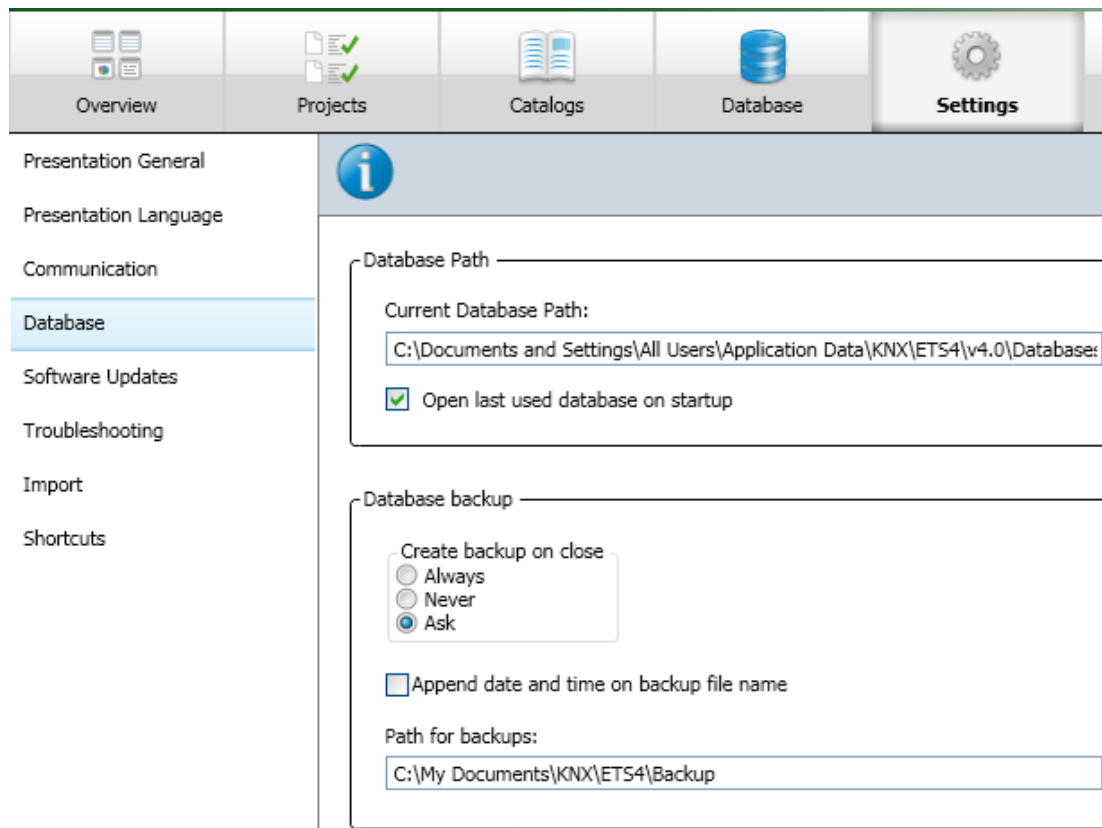 Overview
Projects
Catalogs
Database
Settings
Presentation General
Presentation Language
Communication
Database
Software Updates
Troubleshooting
Import
Shortcuts
Database Path
Current Database Path:
C:\Documents and Settings\All Users\Application Data\KNX\ETS4\v4.0\Databases
Open last used database on startup
Database backup
Create backup on close
Always
Never
Ask
Append date and time on backup file name
Path for backups:
C:\My Documents\KNX\ETS4\Backup